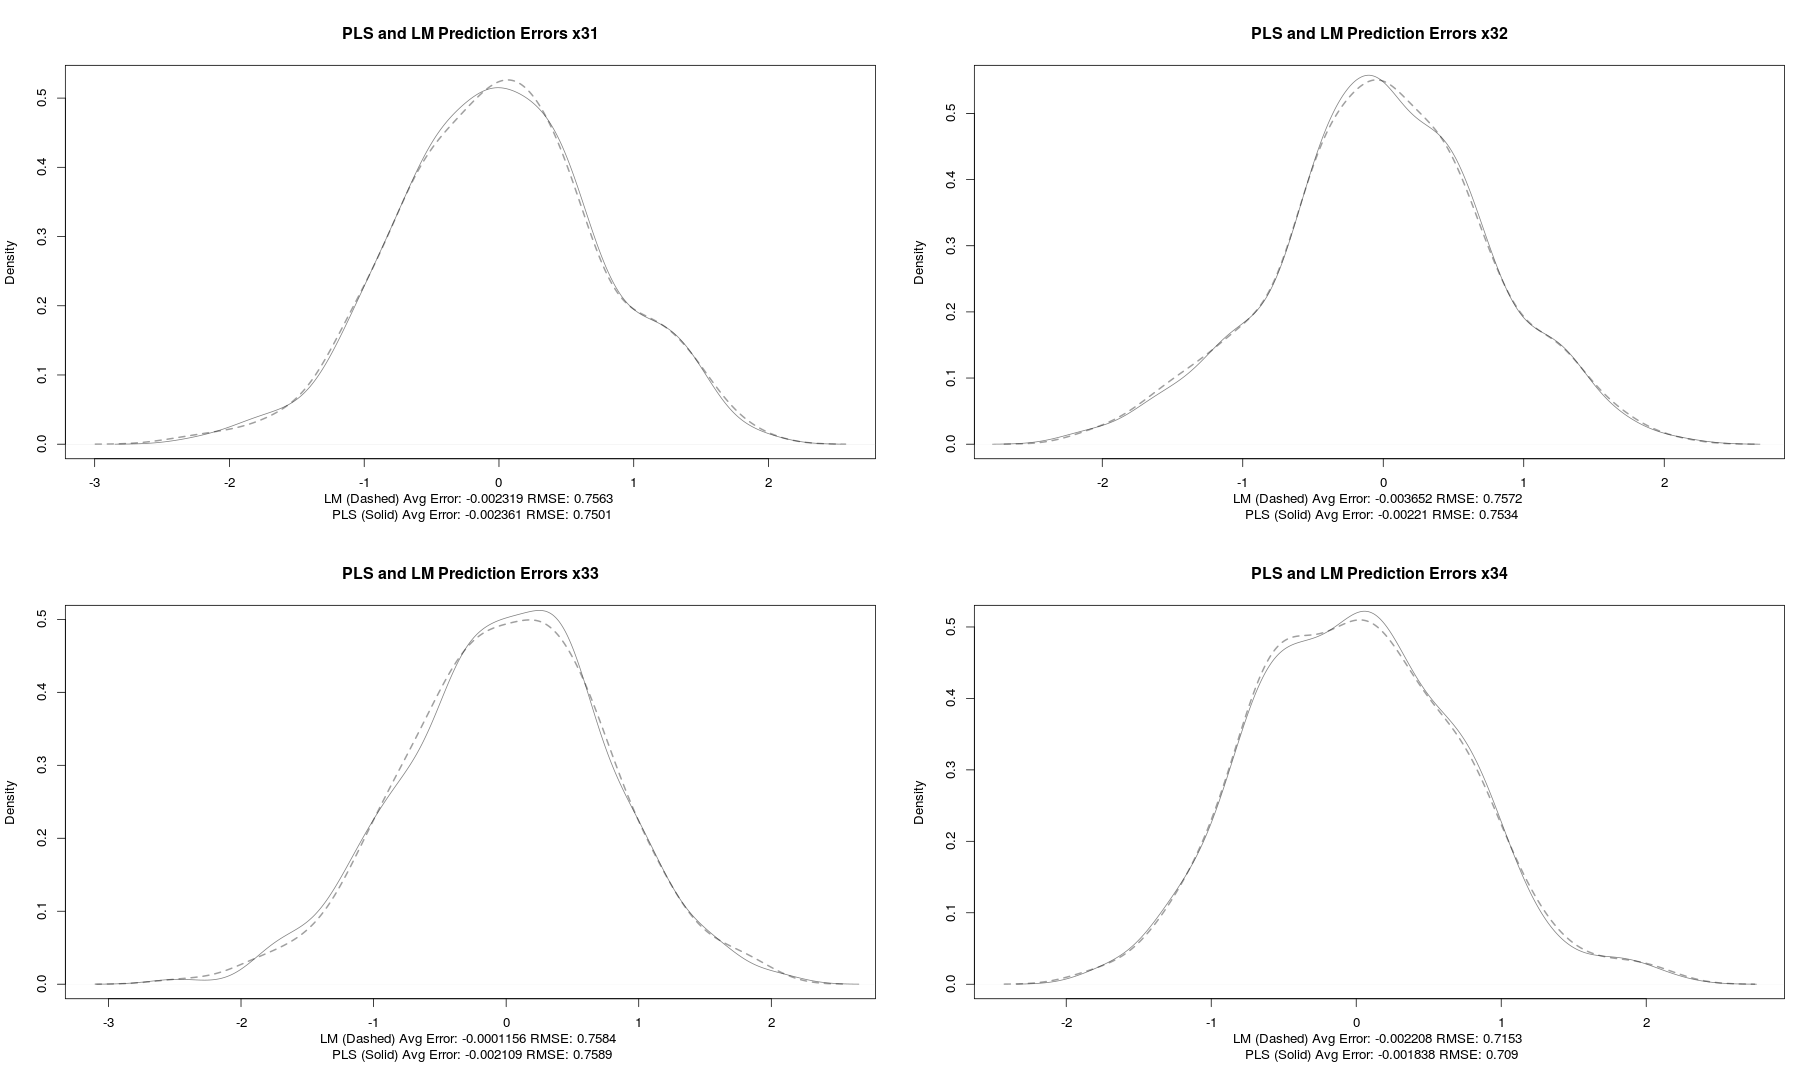 PLS and LM Prediction Errors x31
Density
0.0 0.1 0.2 0.3 0.4 0.5
-3 -2 -1 0 1 2
LM (Dashed) Avg Error: -0.002319 RMSE: 0.7563
PLS (Solid) Avg Error: -0.002361 RMSE: 0.7501
PLS and LM Prediction Errors x32
Density
0.0 0.1 0.2 0.3 0.4 0.5
-2 -1 0 1 2
LM (Dashed) Avg Error: -0.003652 RMSE: 0.7572
PLS (Solid) Avg Error: -0.00221 RMSE: 0.7534
PLS and LM Prediction Errors x33
Density
0.0 0.1 0.2 0.3 0.4 0.5
-3 -2 -1 0 1 2
LM (Dashed) Avg Error: -0.0001156 RMSE: 0.7584
PLS (Solid) Avg Error: -0.002109 RMSE: 0.7589
PLS and LM Prediction Errors x34
Density
0.0 0.1 0.2 0.3 0.4 0.5
-2 -1 0 1 2
LM (Dashed) Avg Error: -0.002208 RMSE: 0.7153
PLS (Solid) Avg Error: -0.001838 RMSE: 0.709